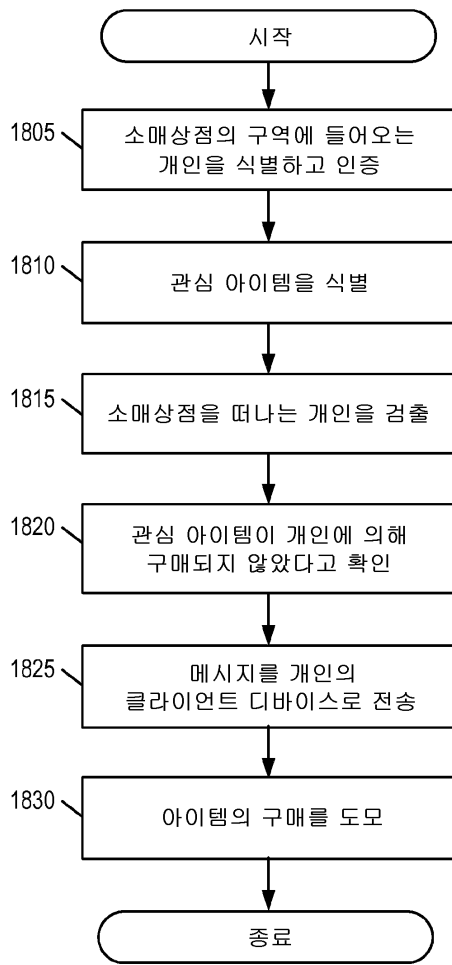 시작
1805
소매상점의 구역에 들어오는
개인을 식별하고 인증
1810
관심 아이템을 식별
1815
소매상점을 떠나는 개인을 검출
1820
관심 아이템이 개인에 의해
구매되지 않았다고 확인
1825
메시지를 개인의
클라이언트 디바이스로 전송
1830
아이템의 구매를 도모
종료